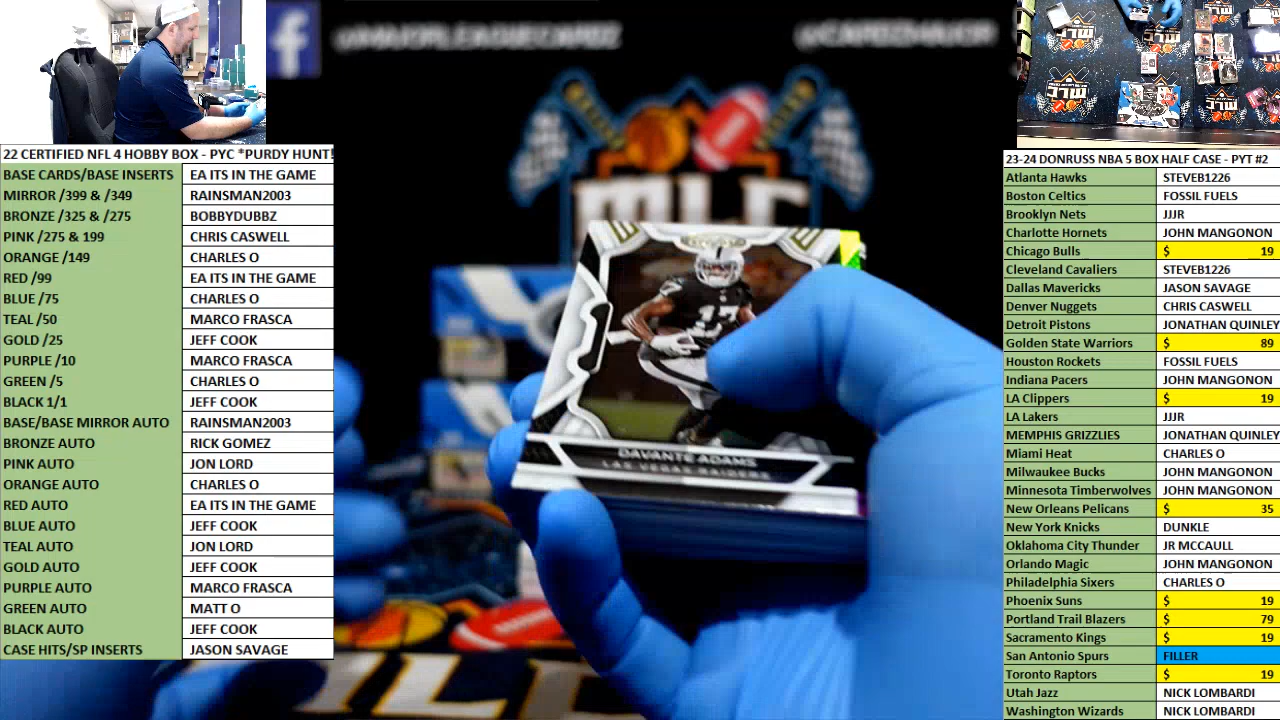 22 CERTIFIED NFL 4 HOBBY BOX - PYC *PURDY HUNT!
BASE CARDS/BASE INSERTS EA ITS IN THE GAME
MIRROR /399 & /349 RAINSMAN2003
BRONZE /325 & /275 BOBBYDUBBZ
PINK /275 & 199 CHRIS CASWELL
ORANGE /149 CHARLES O
RED /99 EA ITS IN THE GAME
BLUE /75 CHARLES O
TEAL /50 MARCO FRASCA
GOLD /25 JEFF COOK
PURPLE /10 MARCO FRASCA
GREEN /5 CHARLES O
BLACK 1/1 JEFF COOK
BASE/BASE MIRROR AUTO RAINSMAN2003
BRONZE AUTO RICK GOMEZ
PINK AUTO JON LORD
ORANGE AUTO CHARLES O
RED AUTO EA ITS IN THE GAME
BLUE AUTO JEFF COOK
TEAL AUTO JON LORD
GOLD AUTO JEFF COOK
PURPLE AUTO MARCO FRASCA
GREEN AUTO MATT O
BLACK AUTO JEFF COOK
CASE HITS/SP INSERTS JASON SAVAGE
MLC
17
DAVANTE ADAMS
LAS VEGAS RAIDERS
23-24 DONRUSS NBA 5 BOX HALF CASE - PYT #2
Atlanta Hawks STEVEB1226
Boston Celtics FOSSIL FUELS
Brooklyn Nets JJJR
Charlotte Hornets JOHN MANGONON
Chicago Bulls $ 19
Cleveland Cavaliers STEVEB1226
Dallas Mavericks JASON SAVAGE
Denver Nuggets CHRIS CASWELL
Detroit Pistons JONATHAN QUINLEY
Golden State Warriors $ 89
Houston Rockets FOSSIL FUELS
Indiana Pacers JOHN MANGONON
LA Clippers $ 19
LA Lakers JJJR
MEMPHIS GRIZZLIES JONATHAN QUINLEY
Miami Heat CHARLES O
Milwaukee Bucks JOHN MANGONON
Minnesota Timberwolves JOHN MANGONON
New Orleans Pelicans $ 35
New York Knicks DUNKLE
Oklahoma City Thunder JR MCCAULL
Orlando Magic JOHN MANGONON
Philadelphia Sixers CHARLES O
Phoenix Suns $ 19
Portland Trail Blazers $ 79
Sacramento Kings $ 19
San Antonio Spurs FILLER
Toronto Raptors $ 19
Utah Jazz NICK LOMBARDI
Washington Wizards NICK LOMBARDI